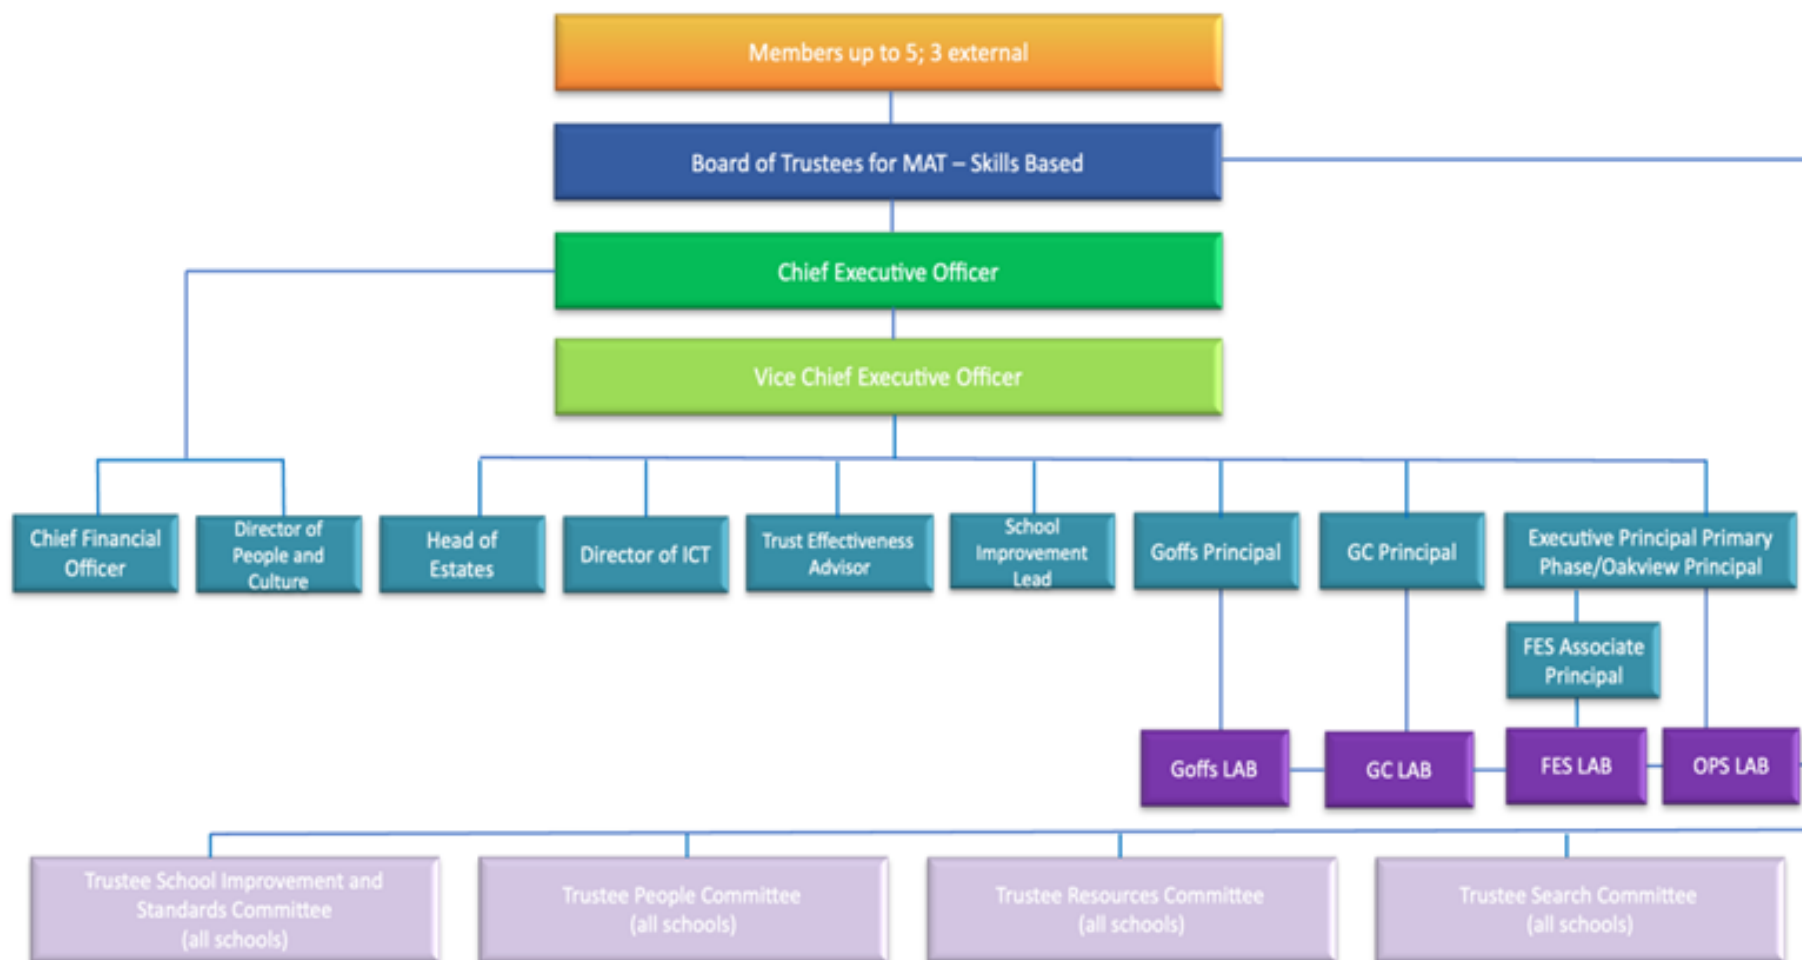 Members up to 5; 3 external
Board of Trustees for MAT – Skills Based
Chief Executive Officer
Vice Chief Executive Officer
Chief Financial
Officer
Director of
People and
Culture
Head of
Estates
Director of ICT
Trust Effectiveness
Advisor
School
Improvement
Lead
Goffs Principal
GC Principal
Executive Principal Primary
Phase/Oakview Principal
FES Associate
Principal
Goffs LAB
GC LAB
FES LAB
OPS LAB
Trustee School Improvement and
Standards Committee
(all schools)
Trustee People Committee
(all schools)
Trustee Resources Committee
(all schools)
Trustee Search Committee
(all schools)